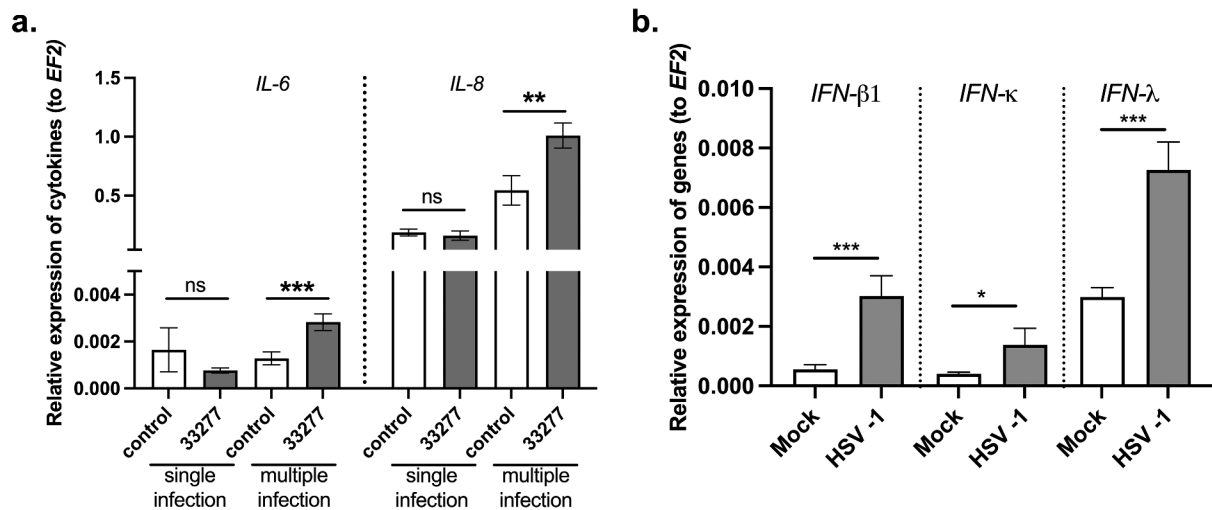 a.
Relative expression of cytokines (to EF2)
1.5
1.0
0.5
0.004
0.002
0.000
IL-6
IL-8
ns
***
ns
**
control
33277
control
33277
control
33277
control
33277
single
infection
multiple
infection
single
infection
multiple
infection
b.
Relative expression of genes (to EF2)
0.010
0.008
0.006
0.004
0.002
0.000
IFN-β1
IFN-κ
IFN-λ
***
*
***
Mock
HSV -1
Mock
HSV -1
Mock
HSV -1